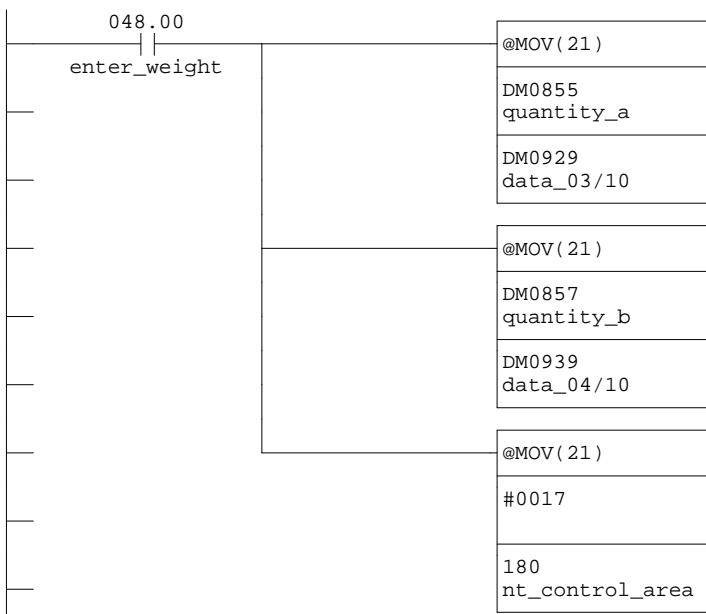 048.00
enter_weight
@MOV(21)
DM0855
quantity_a
DM0929
data_03/10
@MOV(21)
DM0857
quantity_b
DM0939
data_04/10
@MOV(21)
#0017
180
nt_control_area